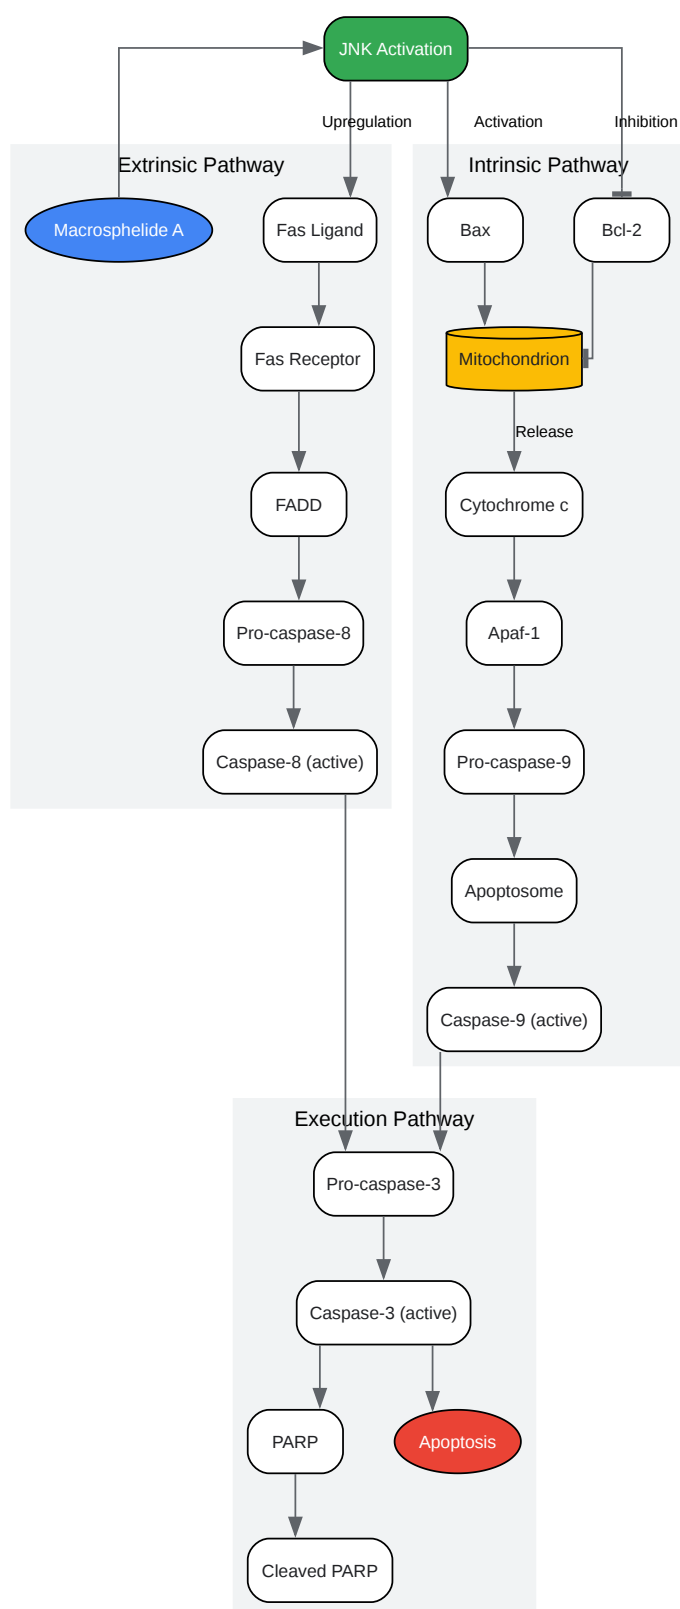 JNK Activation
Upregulation
Activation
Inhibition
Extrinsic Pathway
Intrinsic Pathway
Macrosphelide A
Fas Ligand
Bax
Bcl-2
Fas Receptor
Mitochondrion
Release
FADD
Cytochrome c
Pro-caspase-8
Apaf-1
Caspase-8 (active)
Pro-caspase-9
Apoptosome
Caspase-9 (active)
Execution Pathway
Pro-caspase-3
Caspase-3 (active)
PARP
Apoptosis
Cleaved PARP